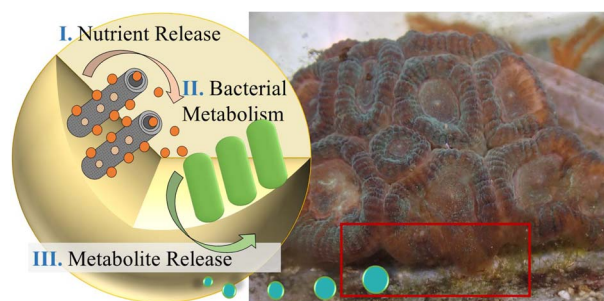 I. Nutrient Release
II. Bacterial
Metabolism
III. Metabolite Release